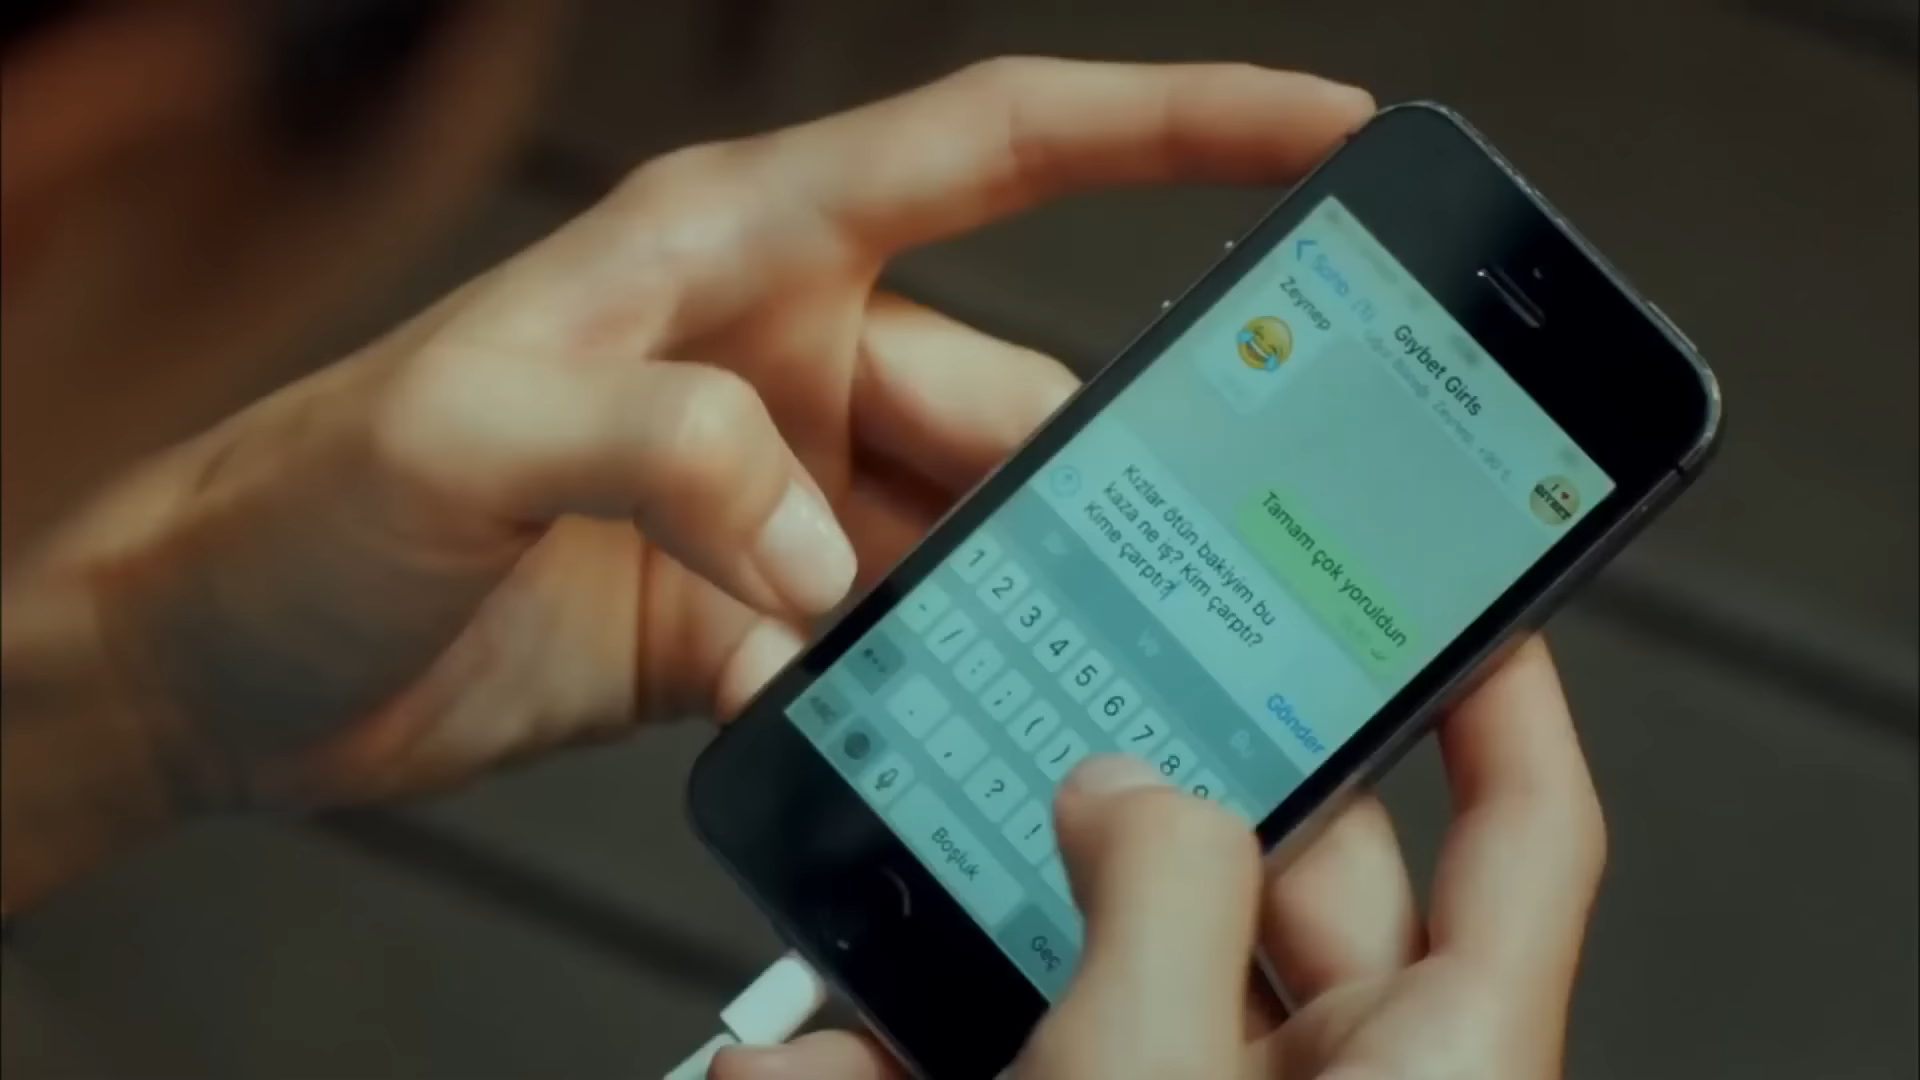 Gıybet Girls
Zeynep
Tamam çok yoruldun
Kızlar ötün bakiyim bu
kaza ne iş? Kim çarptı?
Kime çarptı?
Gönder
1 2 3 4 5 6 7 8 9
- / : ; ( )
. , ? !
Boşluk
Geç